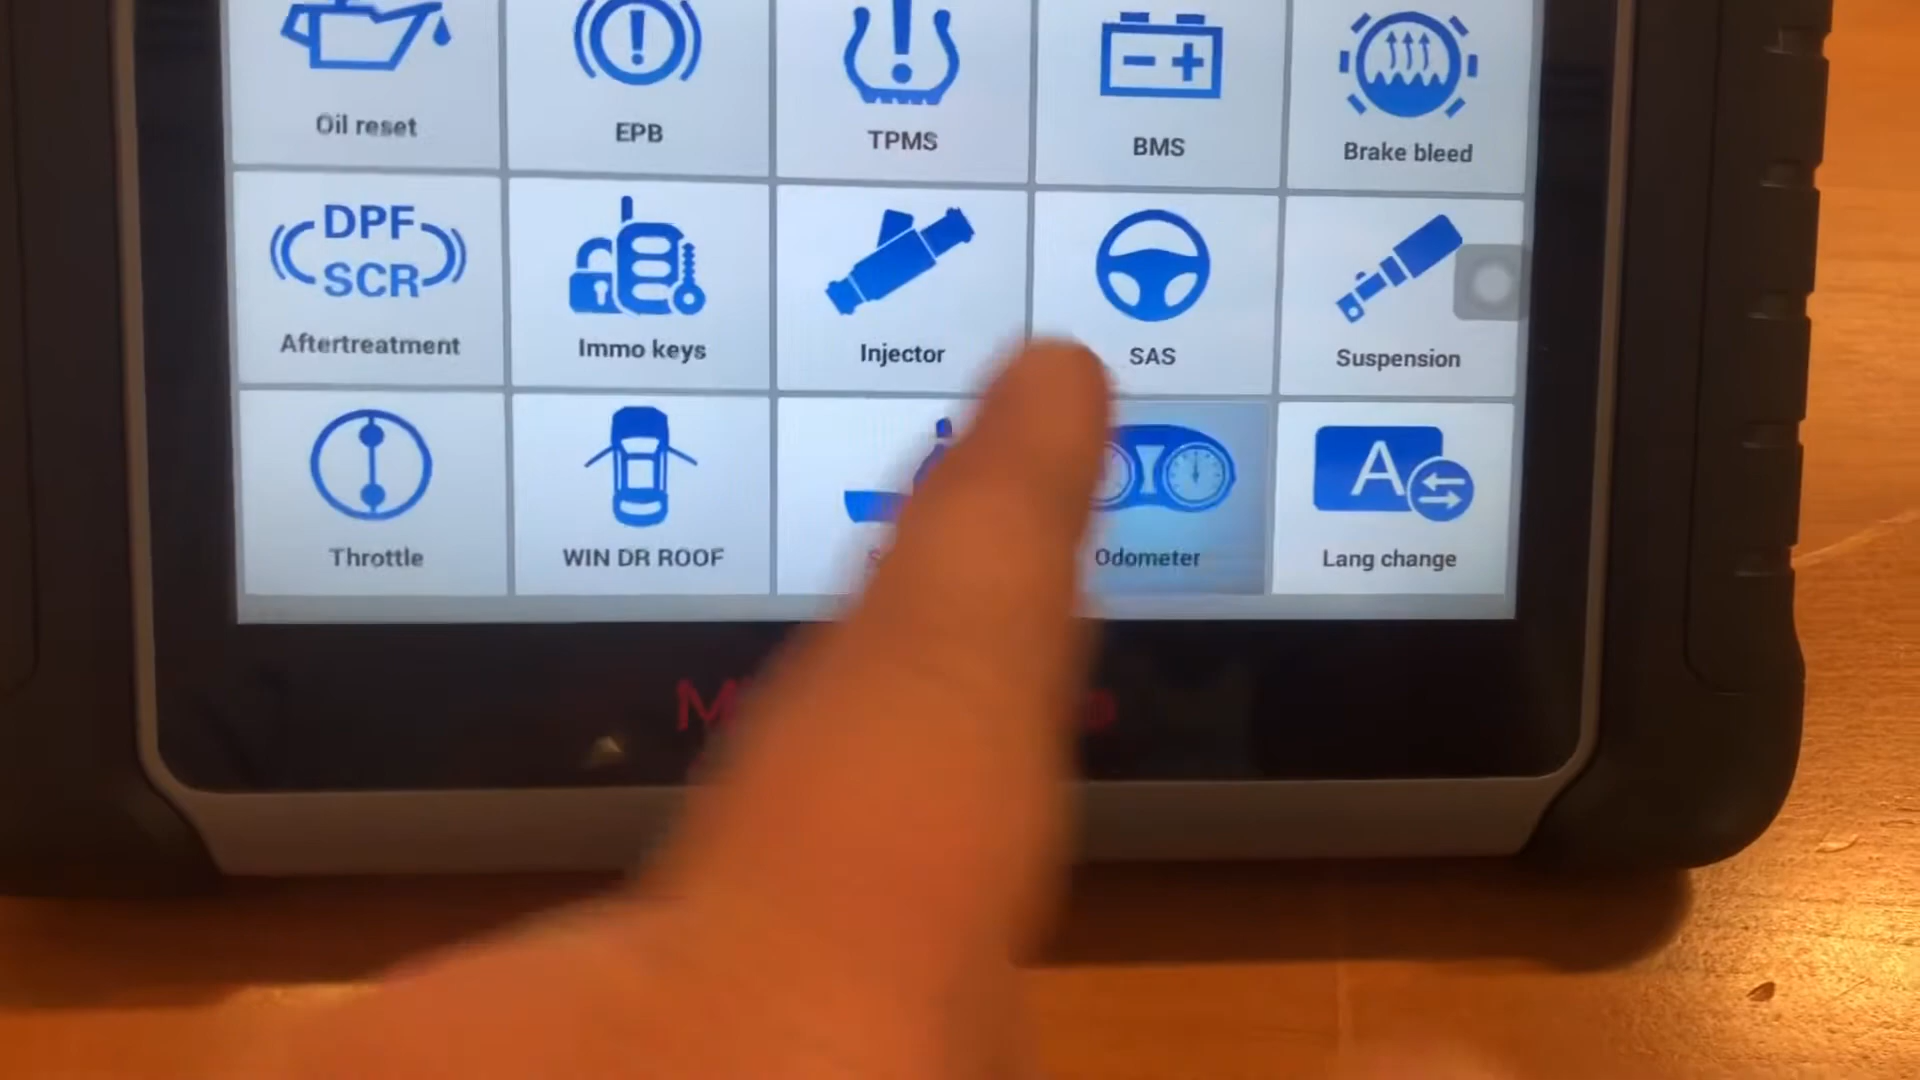 Oil reset
EPB
TPMS
BMS
Brake bleed
DPF
SCR
Aftertreatment
Immo keys
Injector
SAS
Suspension
Throttle
WIN DR ROOF
Odometer
A
Lang change